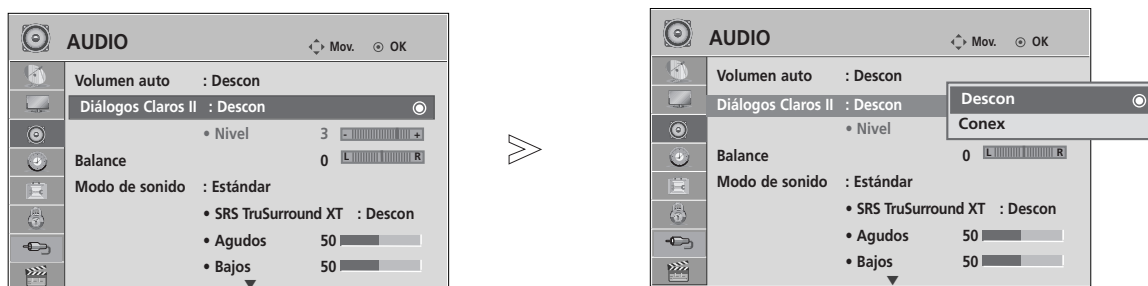 AUDIO Mov. OK
Volumen auto : Descon
Diálogos Claros II : Descon
• Nivel 3 - +
Balance 0 L R
Modo de sonido : Estándar
• SRS TruSurround XT : Descon
• Agudos 50
• Bajos 50
AUDIO Mov. OK
Volumen auto : Descon
Diálogos Claros II : Descon
Descon
Conex
• Nivel
Balance 0 L R
Modo de sonido : Estándar
• SRS TruSurround XT : Descon
• Agudos 50
• Bajos 50